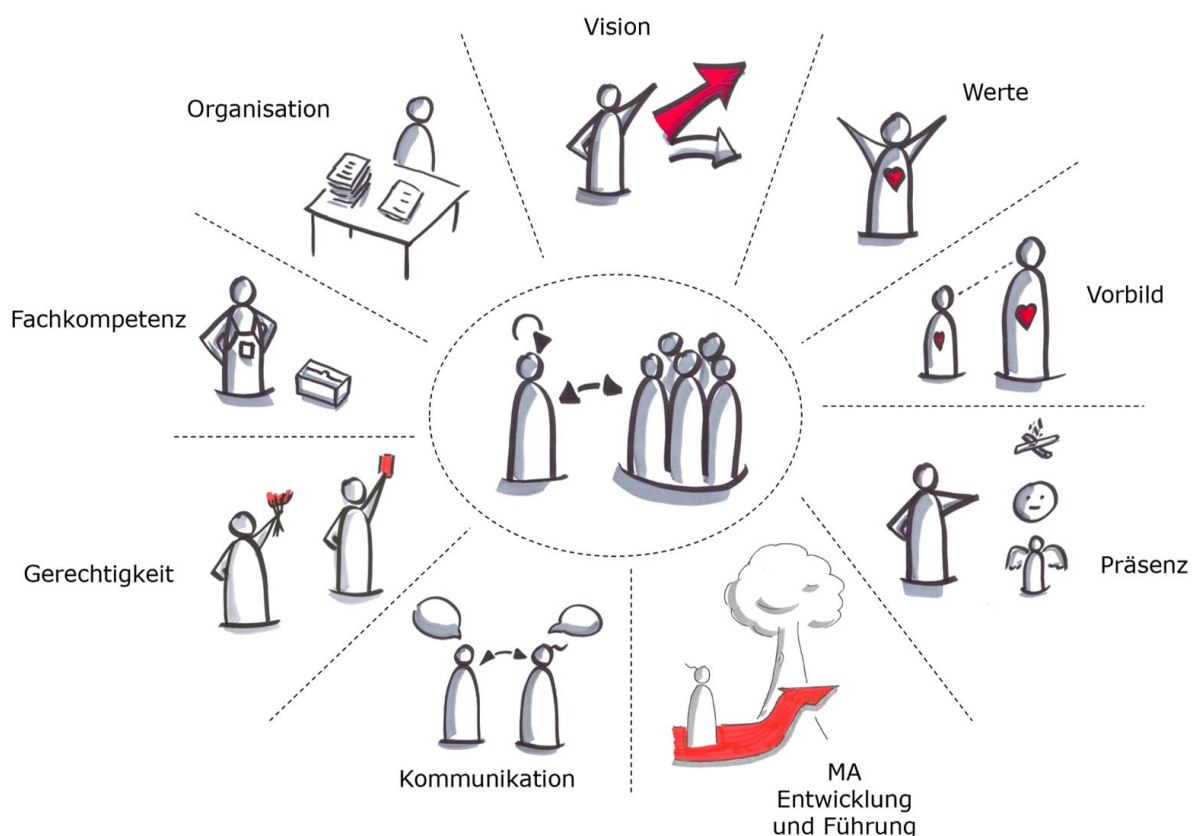 Vision
Organisation
Werte
Fachkompetenz
Vorbild
Gerechtigkeit
Präsenz
Kommunikation
MA
Entwicklung
und Führung